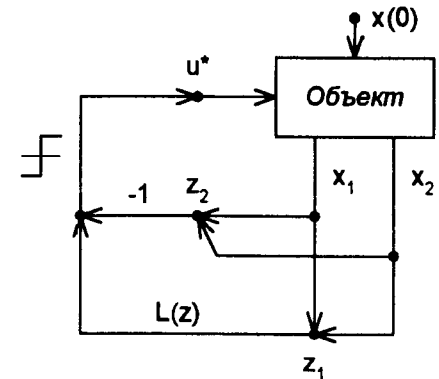 x(0)
u*
Объект
x₁ x₂
-1 z₂
L(z)
z₁